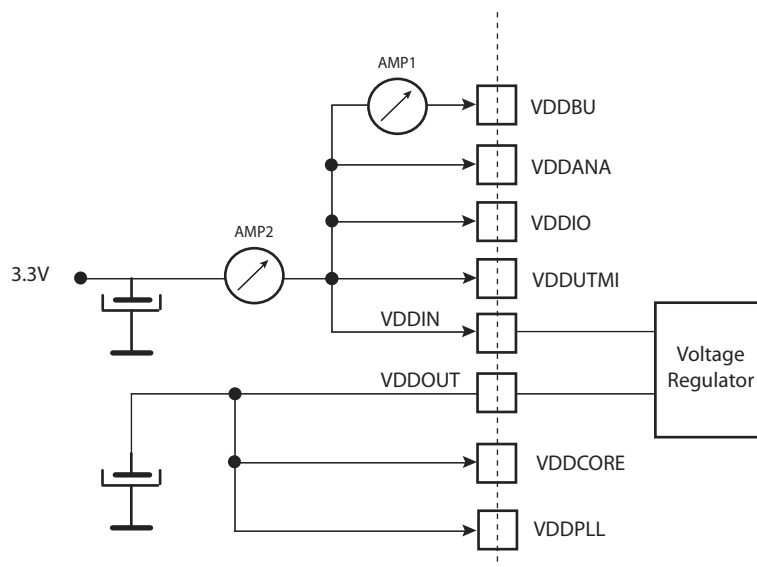 AMP1
VDDBU
VDDANA
VDDIO
AMP2
3.3V
VDDUTMI
VDDIN
Voltage
Regulator
VDDOUT
VDDCORE
VDDPLL